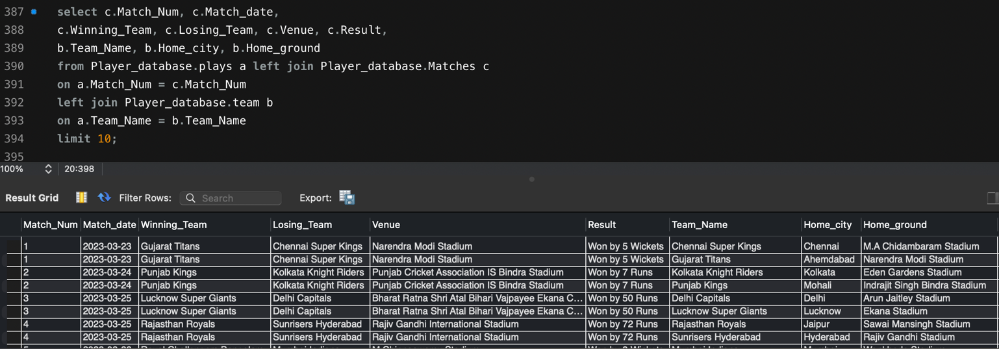 387 select c.Match_Num, c.Match_date,
388 c.Winning_Team, c.Losing_Team, c.Venue, c.Result,
389 b.Team_Name, b.Home_city, b.Home_ground
390 from Player_database.plays a left join Player_database.Matches c
391 on a.Match_Num = c.Match_Num
392 left join Player_database.team b
393 on a.Team_Name = b.Team_Name
394 limit 10;
395
100% 20:398
Result Grid Filter Rows: Search Export:
Match_Num Match_date Winning_Team Losing_Team Venue Result Team_Name Home_city Home_ground
1 2023-03-23 Gujarat Titans Chennai Super Kings Narendra Modi Stadium Won by 5 Wickets Chennai Super Kings Chennai M.A Chidambaram Stadium
1 2023-03-23 Gujarat Titans Chennai Super Kings Narendra Modi Stadium Won by 5 Wickets Gujarat Titans Ahemdabad Narendra Modi Stadium
2 2023-03-24 Punjab Kings Kolkata Knight Riders Punjab Cricket Association IS Bindra Stadium Won by 7 Runs Kolkata Knight Riders Kolkata Eden Gardens Stadium
2 2023-03-24 Punjab Kings Kolkata Knight Riders Punjab Cricket Association IS Bindra Stadium Won by 7 Runs Punjab Kings Mohali Indrajit Singh Bindra Stadium
3 2023-03-25 Lucknow Super Giants Delhi Capitals Bharat Ratna Shri Atal Bihari Vajpayee Ekana C... Won by 50 Runs Delhi Capitals Delhi Arun Jaitley Stadium
3 2023-03-25 Lucknow Super Giants Delhi Capitals Bharat Ratna Shri Atal Bihari Vajpayee Ekana C... Won by 50 Runs Lucknow Super Giants Lucknow Ekana Stadium
4 2023-03-25 Rajasthan Royals Sunrisers Hyderabad Rajiv Gandhi International Stadium Won by 72 Runs Rajasthan Royals Jaipur Sawai Mansingh Stadium
4 2023-03-25 Rajasthan Royals Sunrisers Hyderabad Rajiv Gandhi International Stadium Won by 72 Runs Sunrisers Hyderabad Hyderabad Rajiv Gandhi Stadium